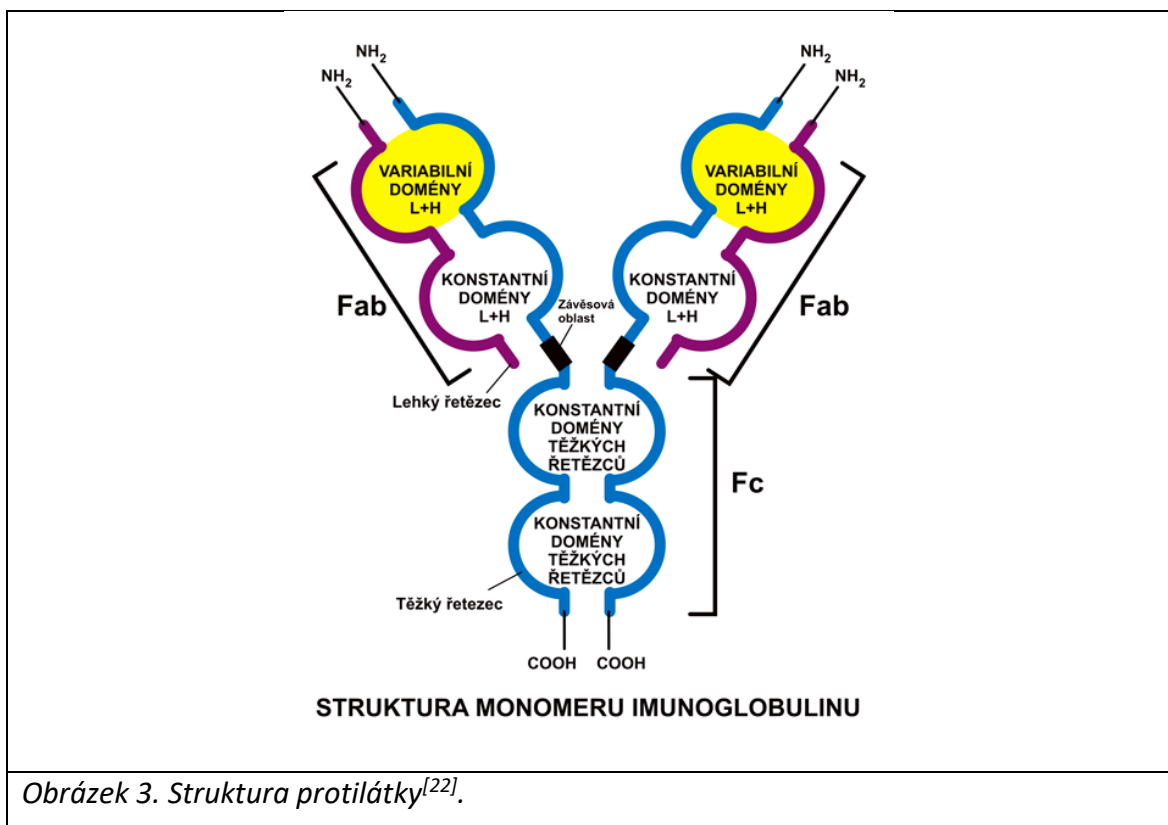 NH₂
NH₂
NH₂
NH₂
VARIABILNÍ
DOMÉNY
L+H
VARIABILNÍ
DOMÉNY
L+H
KONSTANTNÍ
DOMÉNY
L+H
KONSTANTNÍ
DOMÉNY
L+H
Fab
Závěsová
oblast
Fab
Lehký řetězec
KONSTANTNÍ
DOMÉNY
TĚŽKÝCH
ŘETĚZCŮ
Fc
KONSTANTNÍ
DOMÉNY
TĚŽKÝCH
ŘETĚZCŮ
Těžký řetezec
COOH COOH
STRUKTURA MONOMERU IMUNOGLOBULINU
Obrázek 3. Struktura protilátky[22].